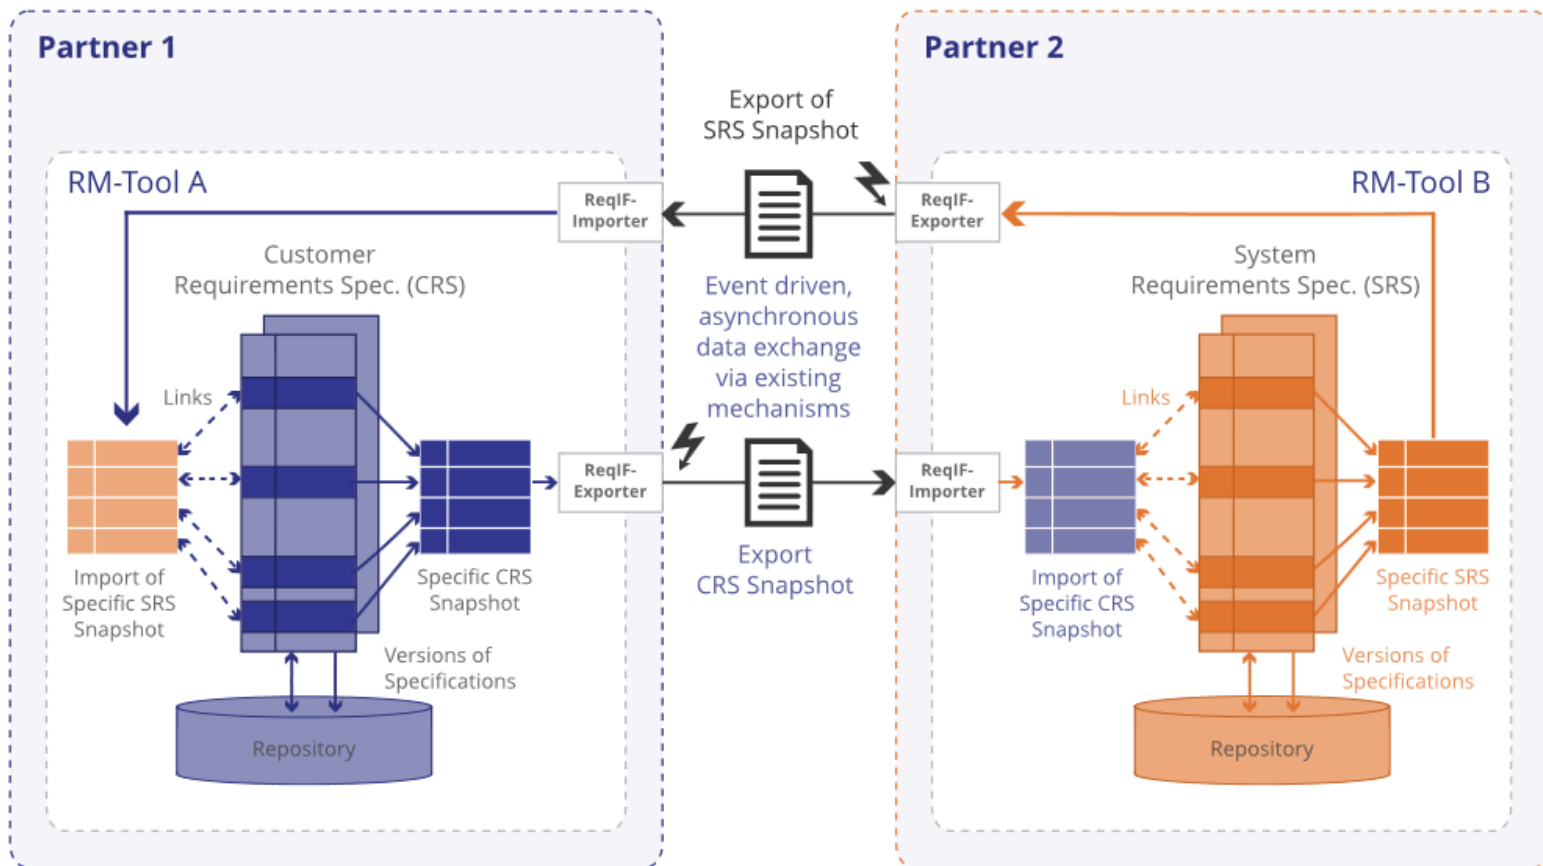 Partner 1
RM-Tool A
ReqIF-
Importer
Customer
Requirements Spec. (CRS)
Links
Import of
Specific SRS
Snapshot
Specific CRS
Snapshot
ReqIF-
Exporter
Versions of
Specifications
Repository
Export of
SRS Snapshot
Event driven,
asynchronous
data exchange
via existing
mechanisms
Export
CRS Snapshot
Partner 2
RM-Tool B
ReqIF-
Exporter
System
Requirements Spec. (SRS)
Links
ReqIF-
Importer
Import of
Specific CRS
Snapshot
Specific SRS
Snapshot
Versions of
Specifications
Repository